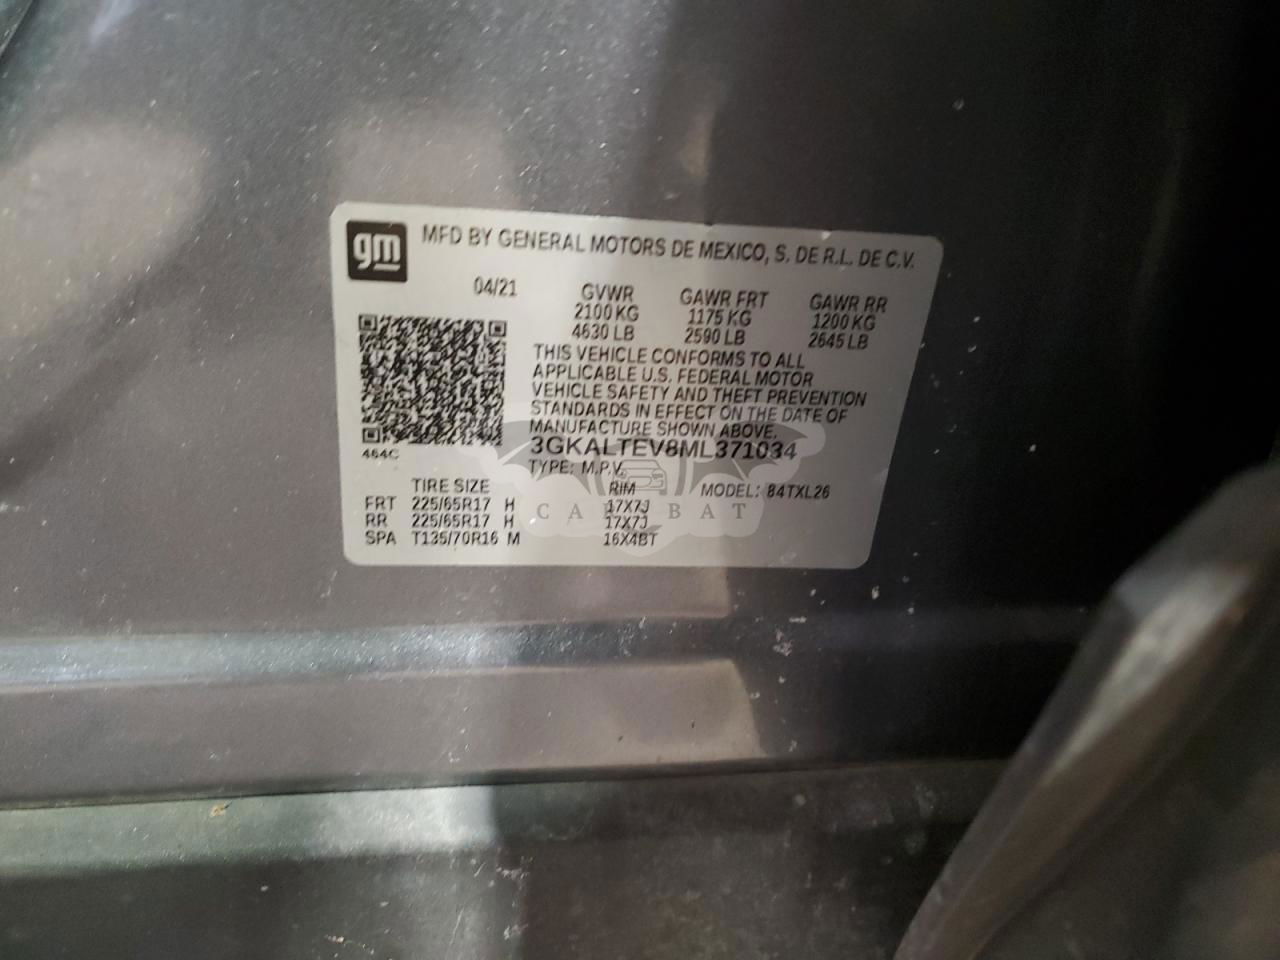 gm MFD BY GENERAL MOTORS DE MEXICO, S. DE R.L. DE C.V.
04/21 GVWR GAWR FRT GAWR RR
2100 KG 1175 KG 1200 KG
4630 LB 2590 LB 2645 LB
THIS VEHICLE CONFORMS TO ALL
APPLICABLE U.S. FEDERAL MOTOR
VEHICLE SAFETY AND THEFT PREVENTION
STANDARDS IN EFFECT ON THE DATE OF
MANUFACTURE SHOWN ABOVE.
3GKALTEV8ML371034
464C
TYPE: M.P.V.
TIRE SIZE RIM MODEL: 84TXL26
FRT 225/65R17 H 17X7J
RR 225/65R17 H 17X7J
SPA T135/70R16 M 16X4BT
CAR BAT